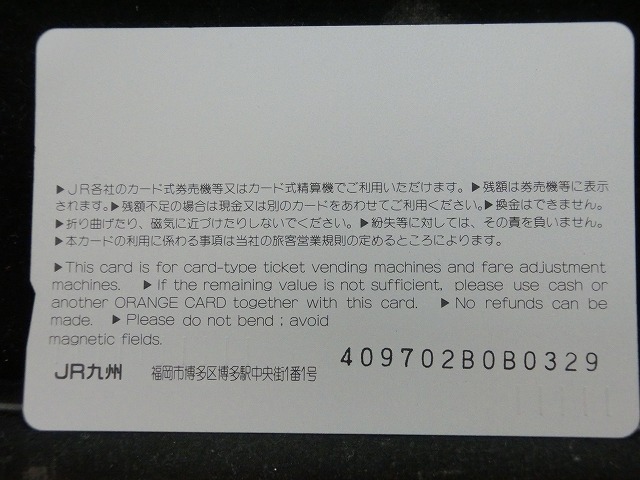 ▶JR各社のカード式券売機等又はカード式精算機でご利用いただけます。▶残額は券売機等に表示
されます。▶残額不足の場合は現金又は別のカードをあわせてご利用ください。▶換金はできません。
▶折り曲げたり、磁気に近づけたりしないでください。▶紛失等に対しては、その責を負いません。
▶本カードの利用に係わる事項は当社の旅客営業規則の定めるところによります。
▶This card is for card-type ticket vending machines and fare adjustment
machines. ▶If the remaining value is not sufficient, please use cash or
another ORANGE CARD together with this card. ▶No refunds can be
made. ▶Please do not bend; avoid
magnetic fields.
JR九州 福岡市博多区博多駅中央街1番1号 409702B0B0329